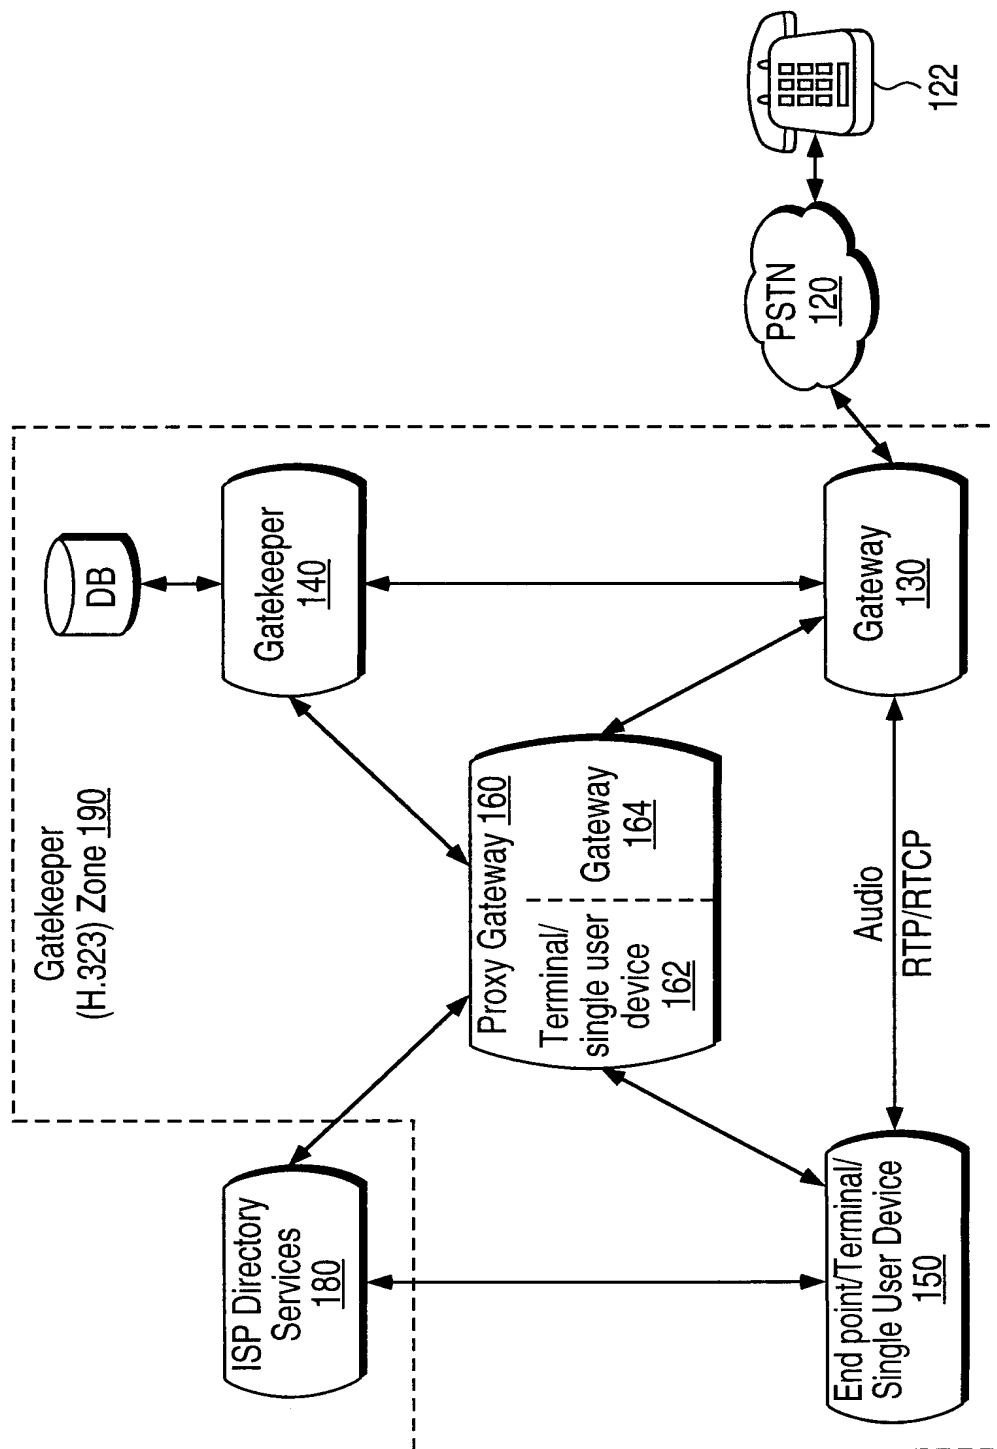 Gatekeeper
(H.323) Zone 190
DB
Gatekeeper
140
ISP Directory
Services
180
Proxy Gateway 160
Terminal/
single user
device
162
Gateway
164
PSTN
120
122
End point/Terminal/
Single User Device
150
Audio
RTP/RTCP
Gateway
130